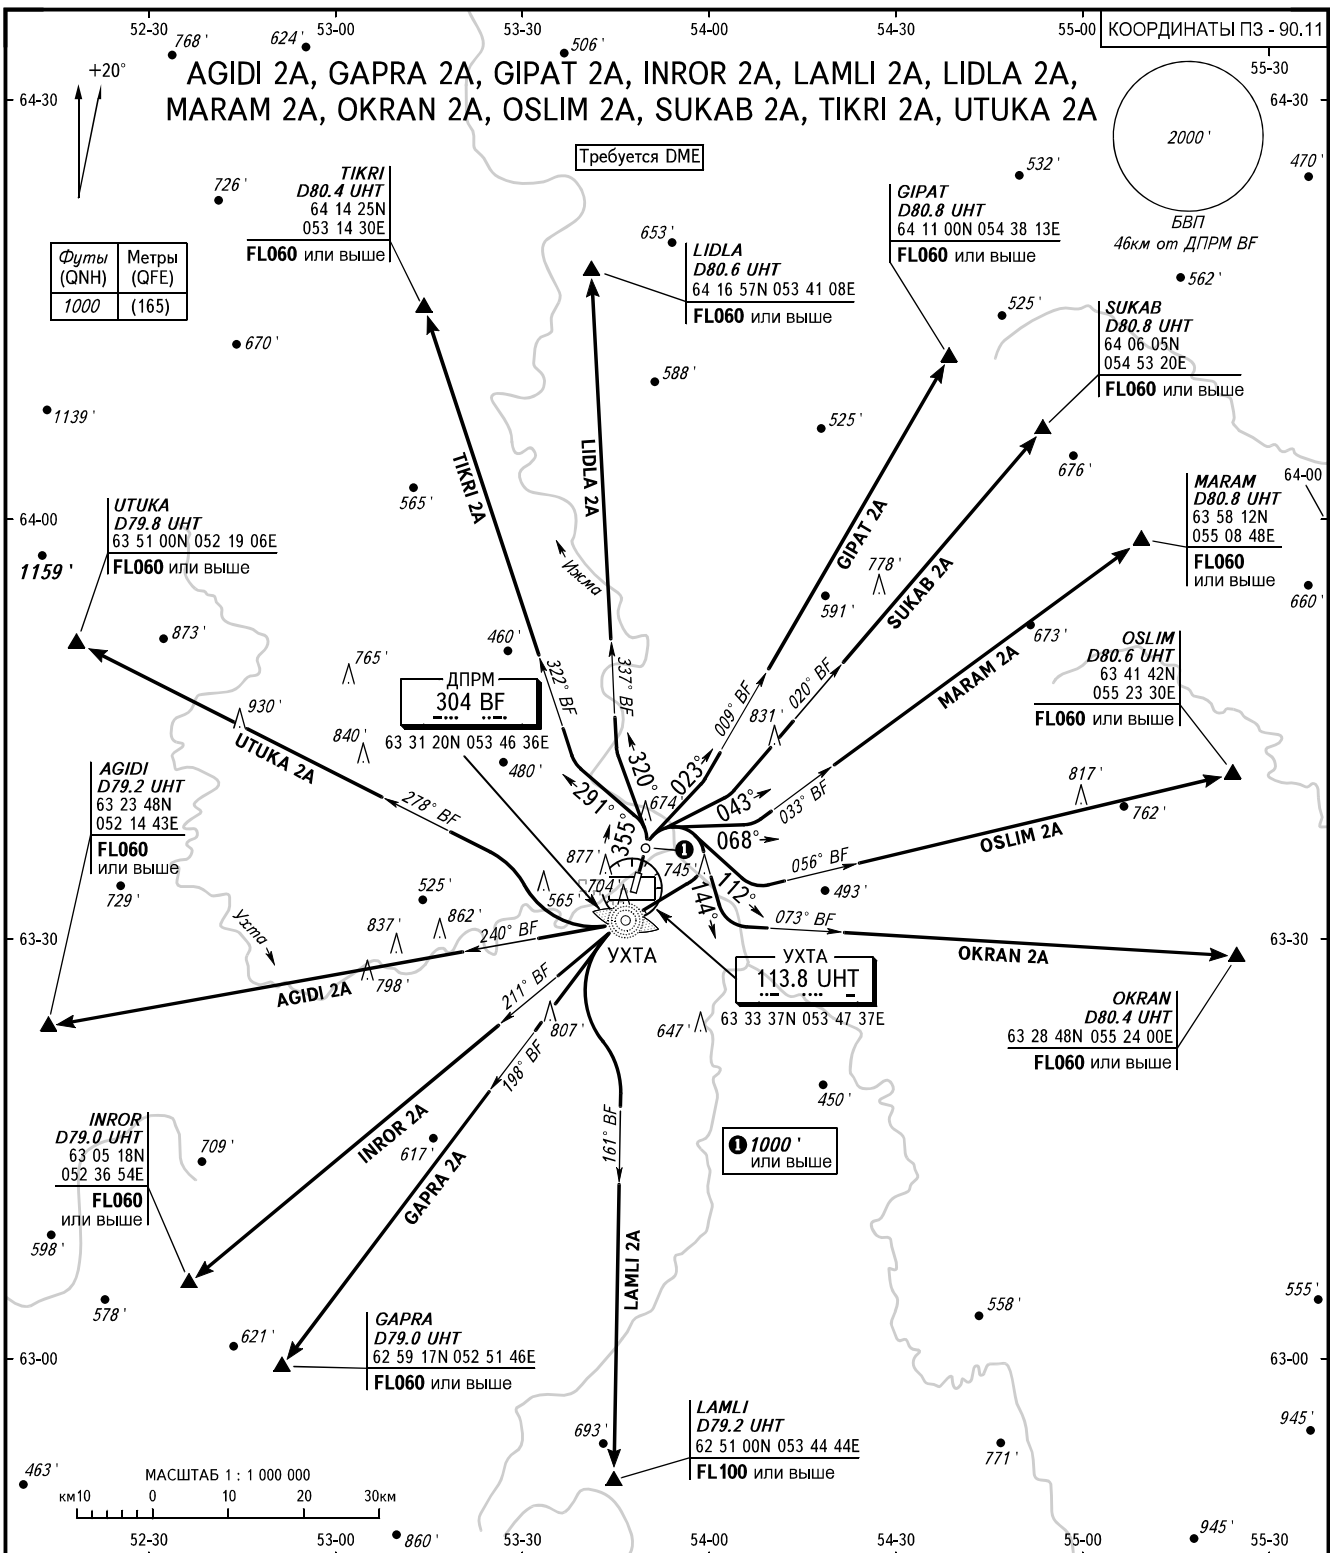 52-30
53-00
53-30
54-00
54-30
55-00
КООРДИНАТЫ ПЗ - 90.11
55-30
768 '
624 '
506 '
+20°
AGIDI 2A, GAPRA 2A, GIPAT 2A, INROR 2A, LAMLI 2A, LIDLA 2A,
MARAM 2A, OKRAN 2A, OSLIM 2A, SUKAB 2A, TIKRI 2A, UTUKA 2A
64-30
64-30
2000 '
БВП
46км от ДПРМ BF
Требуется DME
532 '
470 '
726 '
TIKRI
D80.4 UHT
64 14 25N
053 14 30E
FL060 или выше
GIPAT
D80.8 UHT
64 11 00N 054 38 13E
FL060 или выше
653 '
LIDLA
D80.6 UHT
64 16 57N 053 41 08E
FL060 или выше
Футы Метры
(QNH) (QFE)
1000 (165)
562 '
525 '
SUKAB
D80.8 UHT
64 06 05N
054 53 20E
FL060 или выше
670 '
588 '
1139 '
525 '
676 '
565 '
TIKRI 2A
LIDLA 2A
GIPAT 2A
SUKAB 2A
MARAM 2A
64-00
64-00
MARAM
D80.8 UHT
63 58 12N
055 08 48E
FL060
или выше
UTUKA
D79.8 UHT
63 51 00N 052 19 06E
FL060 или выше
1159 '
Ижма
778 '
591 '
660 '
873 '
460 '
673 '
765 '
OSLIM
D80.6 UHT
63 41 42N
055 23 30E
FL060 или выше
ДПРМ
304 BF
63 31 20N 053 46 36E
322° BF
337° BF
009° BF
020° BF
930 '
831 '
UTUKA 2A
840 '
480 '
AGIDI
D79.2 UHT
63 23 48N
052 14 43E
FL060
или выше
278° BF
291°
320°
023°
043°
033° BF
817 '
762 '
674 '
355°
068°
OSLIM 2A
056° BF
877 '
1
745 '
704 '
565 '
112°
144°
493 '
729 '
525 '
837 '
862 '
Ухта
240° BF
073° BF
63-30
63-30
УХТА
OKRAN 2A
798 '
AGIDI 2A
211° BF
УХТА
113.8 UHT
63 33 37N 053 47 37E
OKRAN
D80.4 UHT
63 28 48N 055 24 00E
FL060 или выше
807 '
647 '
198° BF
450 '
161° BF
INROR
D79.0 UHT
63 05 18N
052 36 54E
FL060
или выше
INROR 2A
709 '
617 '
1 1000 '
или выше
GAPRA 2A
598 '
LAMLI 2A
578 '
555 '
558 '
621 '
GAPRA
D79.0 UHT
62 59 17N 052 51 46E
FL060 или выше
63-00
63-00
LAMLI
D79.2 UHT
62 51 00N 053 44 44E
FL100 или выше
693 '
945 '
771 '
463 '
МАСШТАБ 1 : 1 000 000
км10 0 10 20 30км
860 '
945 '
52-30
53-00
53-30
54-00
54-30
55-00
55-30